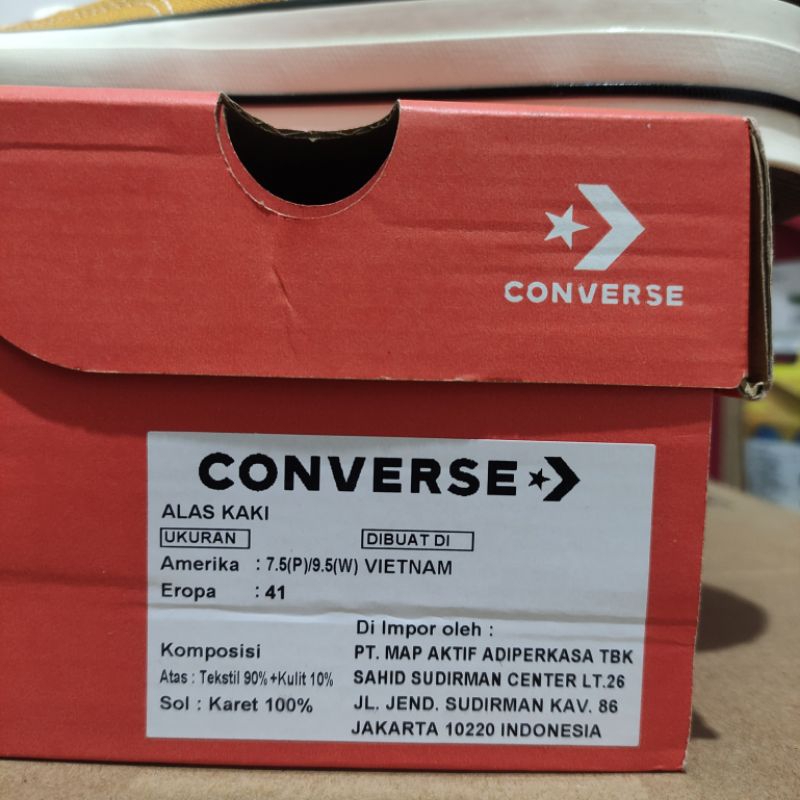 CONVERSE
CONVERSE
ALAS KAKI
UKURAN DIBUAT DI
Amerika : 7.5(P)/9.5(W) VIETNAM
Eropa : 41
Di Impor oleh :
Komposisi PT. MAP AKTIF ADIPERKASA TBK
Atas : Tekstil 90%+Kulit 10% SAHID SUDIRMAN CENTER LT.26
Sol : Karet 100% JL. JEND. SUDIRMAN KAV. 86
JAKARTA 10220 INDONESIA